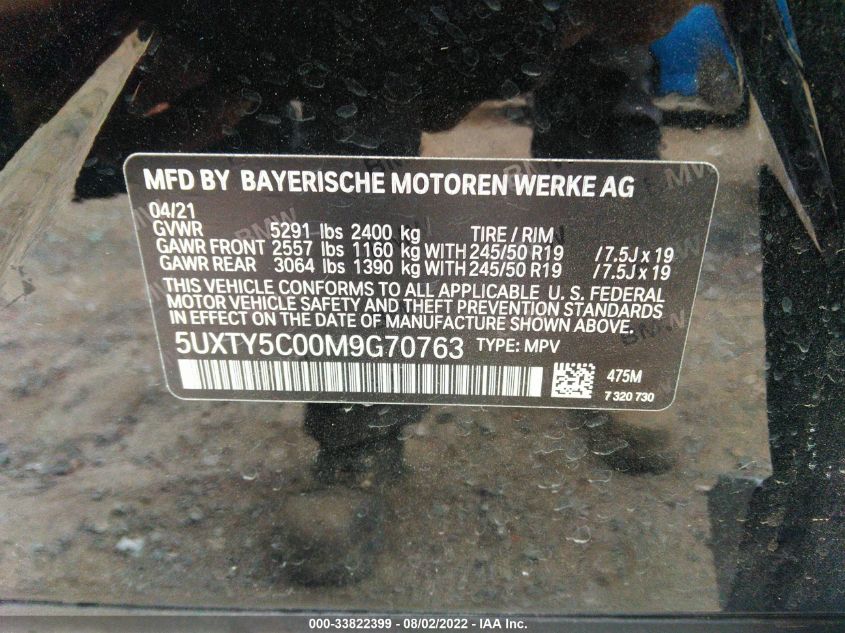 MFD BY BAYERISCHE MOTOREN WERKE AG
04/21
GVWR 5291 lbs 2400 kg TIRE / RIM
GAWR FRONT 2557 lbs 1160 kg WITH 245/50 R19 /7.5J x 19
GAWR REAR 3064 lbs 1390 kg WITH 245/50 R19 /7.5J x 19
THIS VEHICLE CONFORMS TO ALL APPLICABLE U. S. FEDERAL
MOTOR VEHICLE SAFETY AND THEFT PREVENTION STANDARDS
IN EFFECT ON THE DATE OF MANUFACTURE SHOWN ABOVE.
5UXTY5C00M9G70763 TYPE: MPV
475M
7 320 730
000-33822399 - 08/02/2022 - IAA Inc.